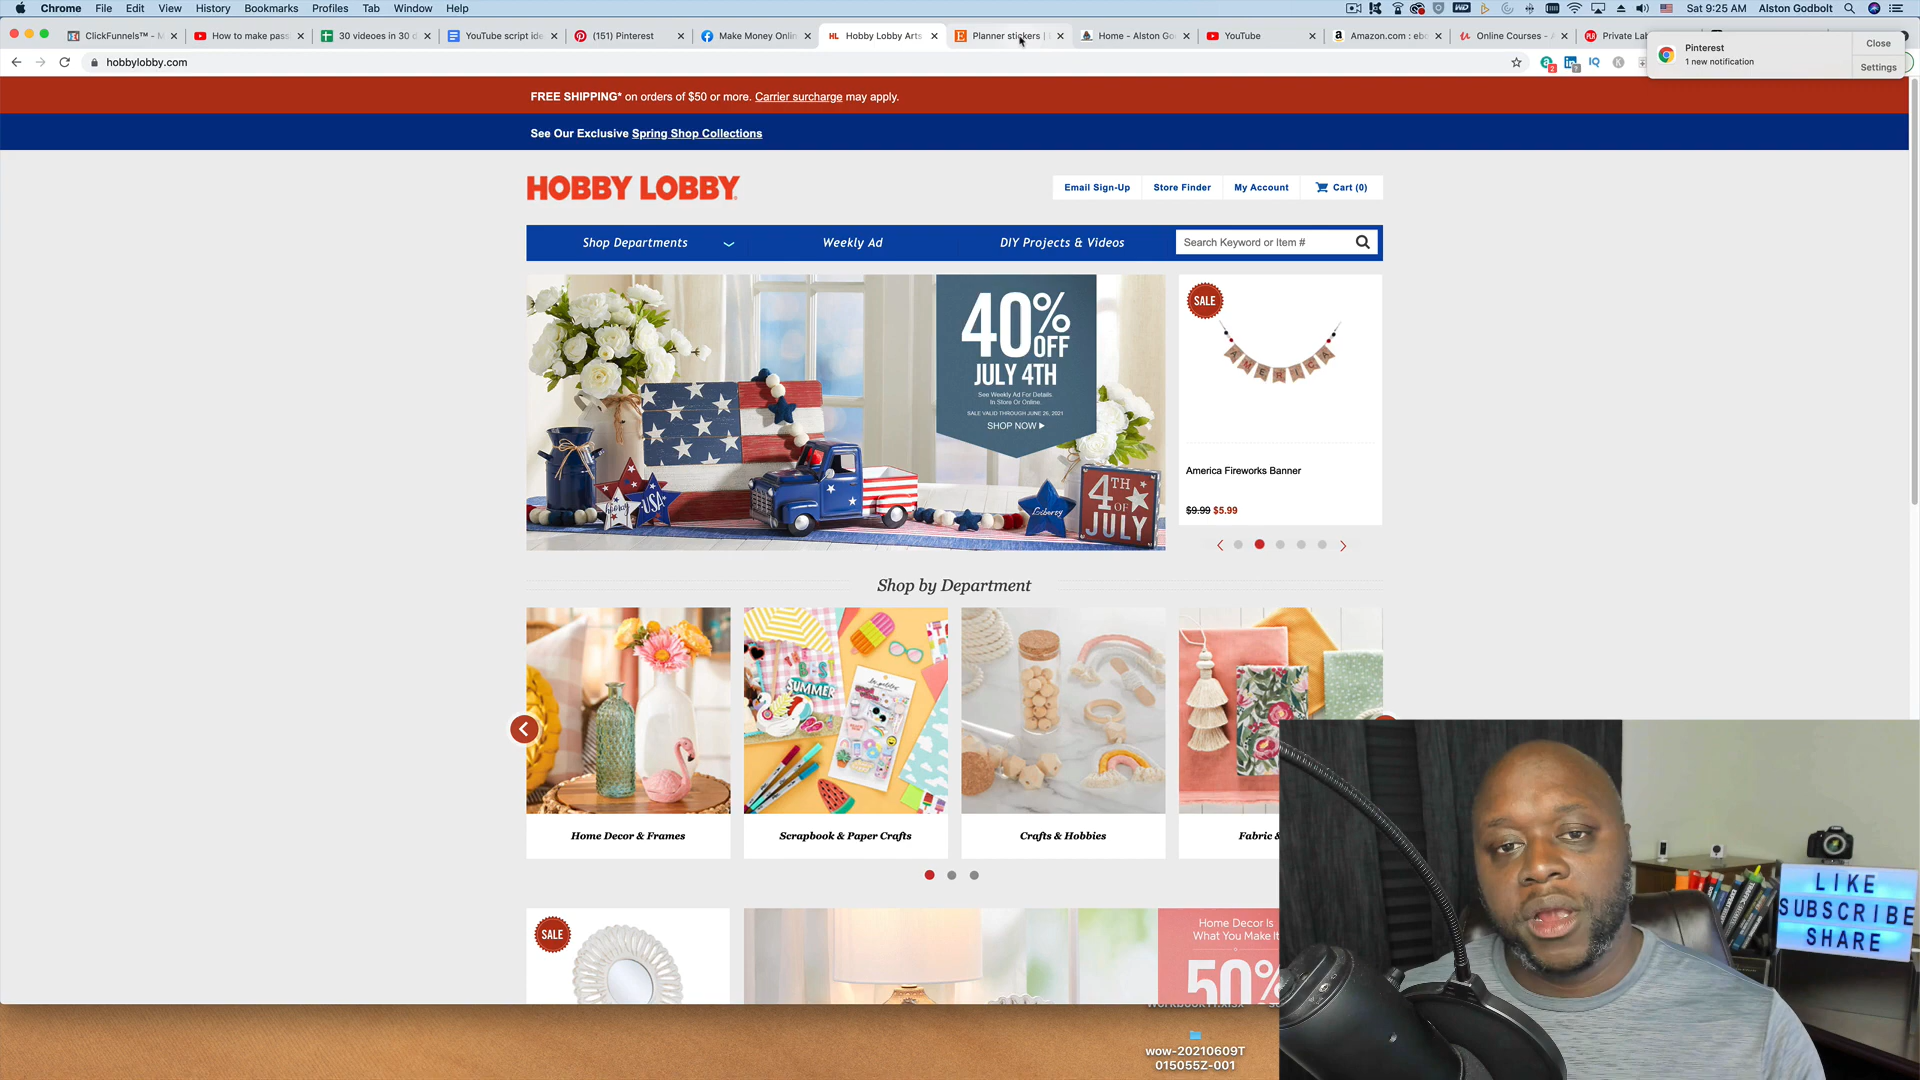 Chrome File Edit View History Bookmarks Profiles Tab Window Help
Sat 9:25 AM Alston Godbolt
ClickFunnels™ - M
How to make pass
30 videoes in 30 d
YouTube script ide
(151) Pinterest
Make Money Onlin
Hobby Lobby Arts
Planner stickers |
Home - Alston Go
YouTube
Amazon.com : eb
Online Courses - A
Private Lab
hobbylobby.com
Pinterest
1 new notification
Close
Settings
FREE SHIPPING* on orders of $50 or more. Carrier surcharge may apply.
See Our Exclusive Spring Shop Collections
HOBBY LOBBY
Email Sign-Up Store Finder My Account Cart (0)
Shop Departments Weekly Ad DIY Projects & Videos Search Keyword or Item #
40%
OFF
JULY 4TH
See Weekly Ad For Details.
In Store Or Online.
SALE VALID THROUGH JUNE 26, 2021
SHOP NOW
hooray
USA
Liberty
4TH
OF
JULY
SALE
AMERICA
America Fireworks Banner
$9.99 $5.99
Shop by Department
SUMMER
Home Decor & Frames
Scrapbook & Paper Crafts
Crafts & Hobbies
Fabric &
SALE
Home Decor Is
What You Make It
50%
wow-20210609T
015055Z-001
LIKE
SUBSCRIBE
SHARE